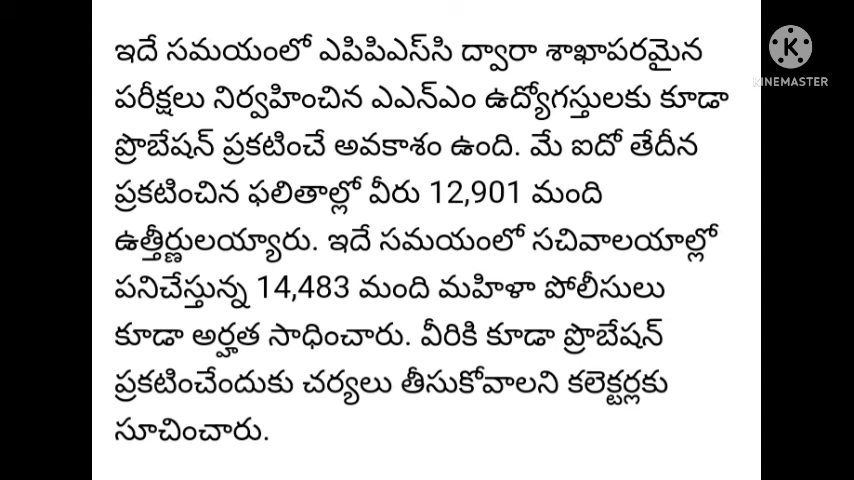 ఇదే సమయంలో ఎపిపిఎస్‌సి ద్వారా శాఖాపరమైన
పరీక్షలు నిర్వహించిన ఎఎన్ఎం ఉద్యోగస్తులకు కూడా
ప్రొబేషన్ ప్రకటించే అవకాశం ఉంది. మే ఐదో తేదీన
ప్రకటించిన ఫలితాల్లో వీరు 12,901 మంది
ఉత్తీర్ణులయ్యారు. ఇదే సమయంలో సచివాలయాల్లో
పనిచేస్తున్న 14,483 మంది మహిళా పోలీసులు
కూడా అర్హత సాధించారు. వీరికి కూడా ప్రొబేషన్
ప్రకటించేందుకు చర్యలు తీసుకోవాలని కలెక్టర్లకు
సూచించారు.
K
KINEMASTER